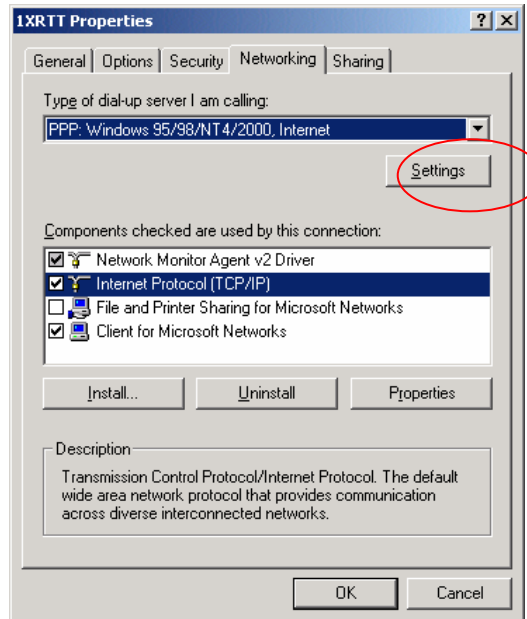 1XRTT Properties
General Options Security Networking Sharing
Type of dial-up server I am calling:
PPP: Windows 95/98/NT4/2000, Internet
Settings
Components checked are used by this connection:
Network Monitor Agent v2 Driver
Internet Protocol (TCP/IP)
File and Printer Sharing for Microsoft Networks
Client for Microsoft Networks
Install... Uninstall Properties
Description
Transmission Control Protocol/Internet Protocol. The default
wide area network protocol that provides communication
across diverse interconnected networks.
OK Cancel